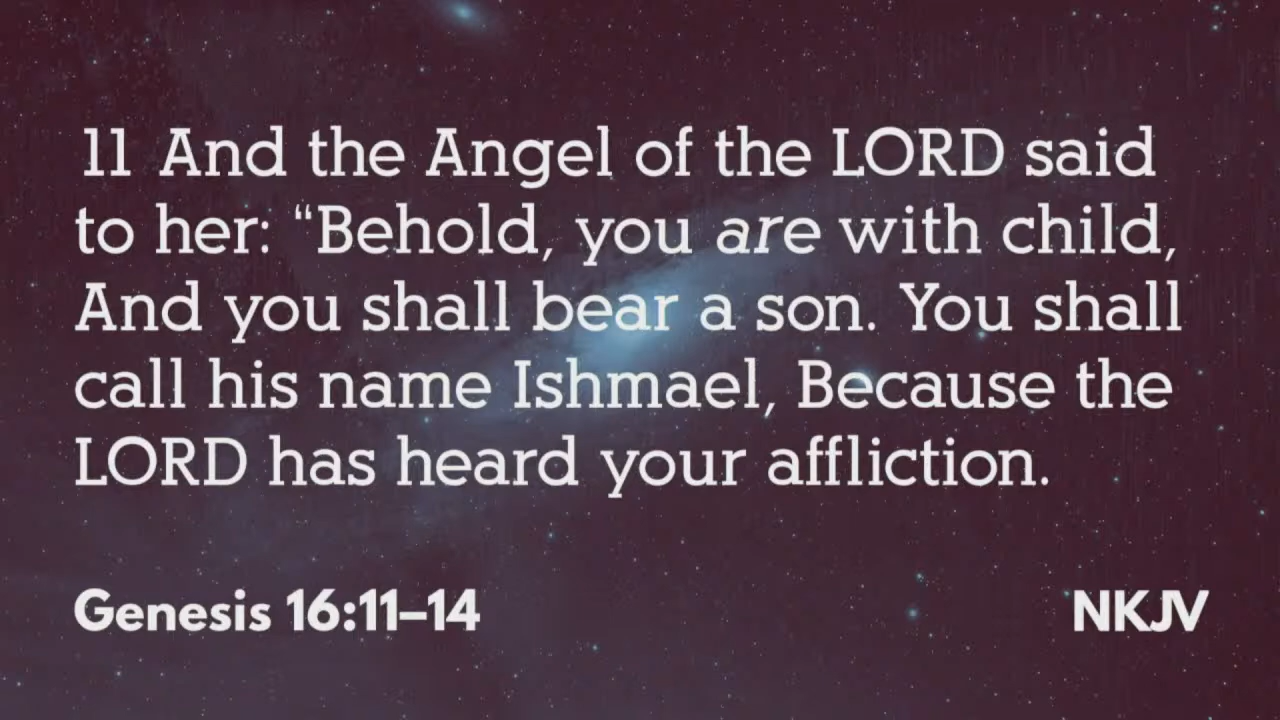 11 And the Angel of the LORD said
to her: “Behold, you are with child,
And you shall bear a son. You shall
call his name Ishmael, Because the
LORD has heard your affliction.
Genesis 16:11–14
NKJV